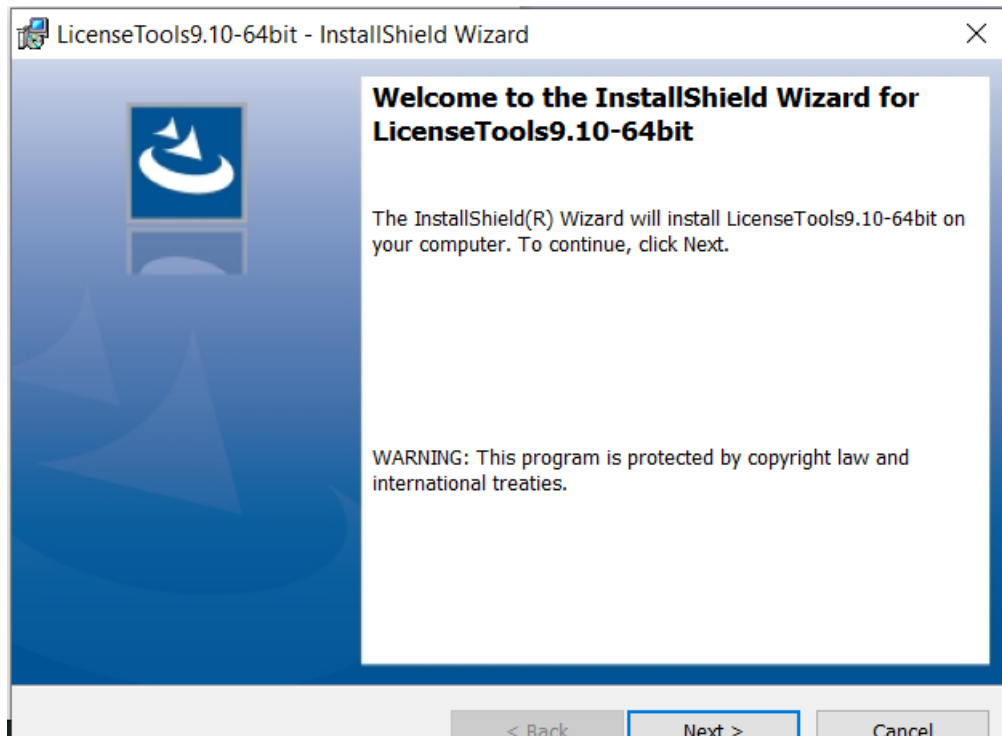 LicenseTools9.10-64bit - InstallShield Wizard
Welcome to the InstallShield Wizard for
LicenseTools9.10-64bit
The InstallShield(R) Wizard will install LicenseTools9.10-64bit on
your computer. To continue, click Next.
WARNING: This program is protected by copyright law and
international treaties.
< Back Next > Cancel